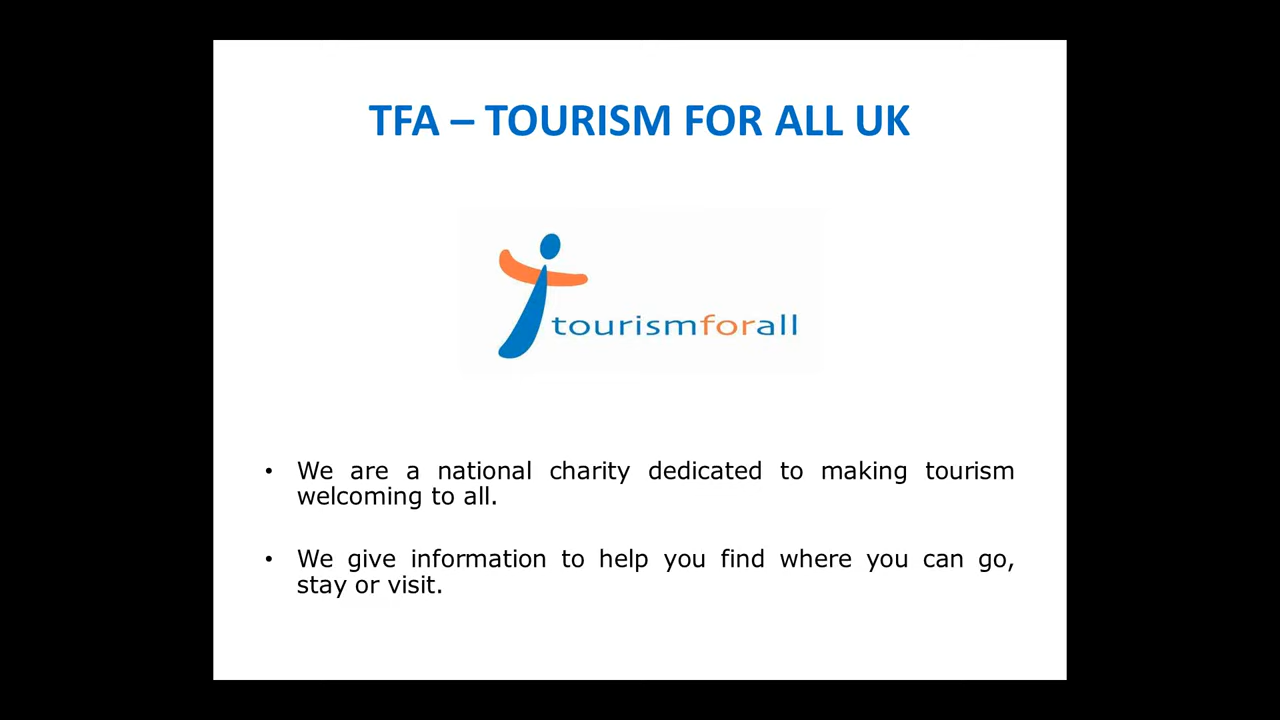 TFA – TOURISM FOR ALL UK
tourismforall
• We are a national charity dedicated to making tourism
welcoming to all.
• We give information to help you find where you can go,
stay or visit.